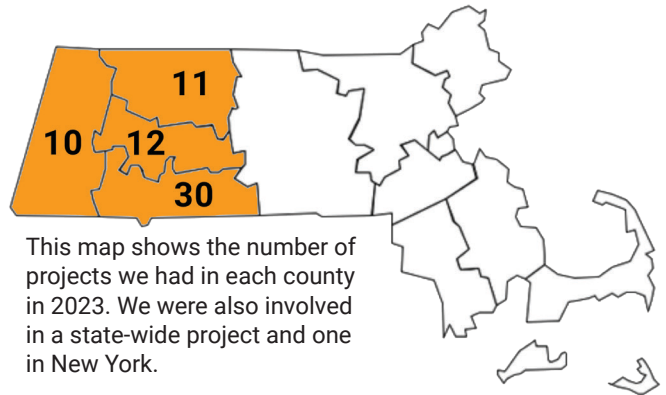 11
10
12
30
This map shows the number of
projects we had in each county
in 2023. We were also involved
in a state-wide project and one
in New York.